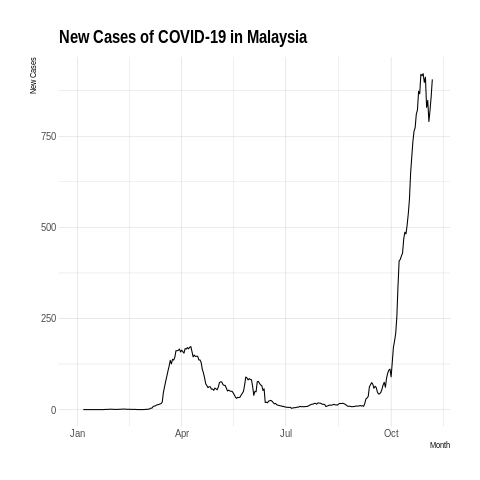 New Cases of COVID-19 in Malaysia
New Cases
750
500
250
0
Jan Apr Jul Oct
Month